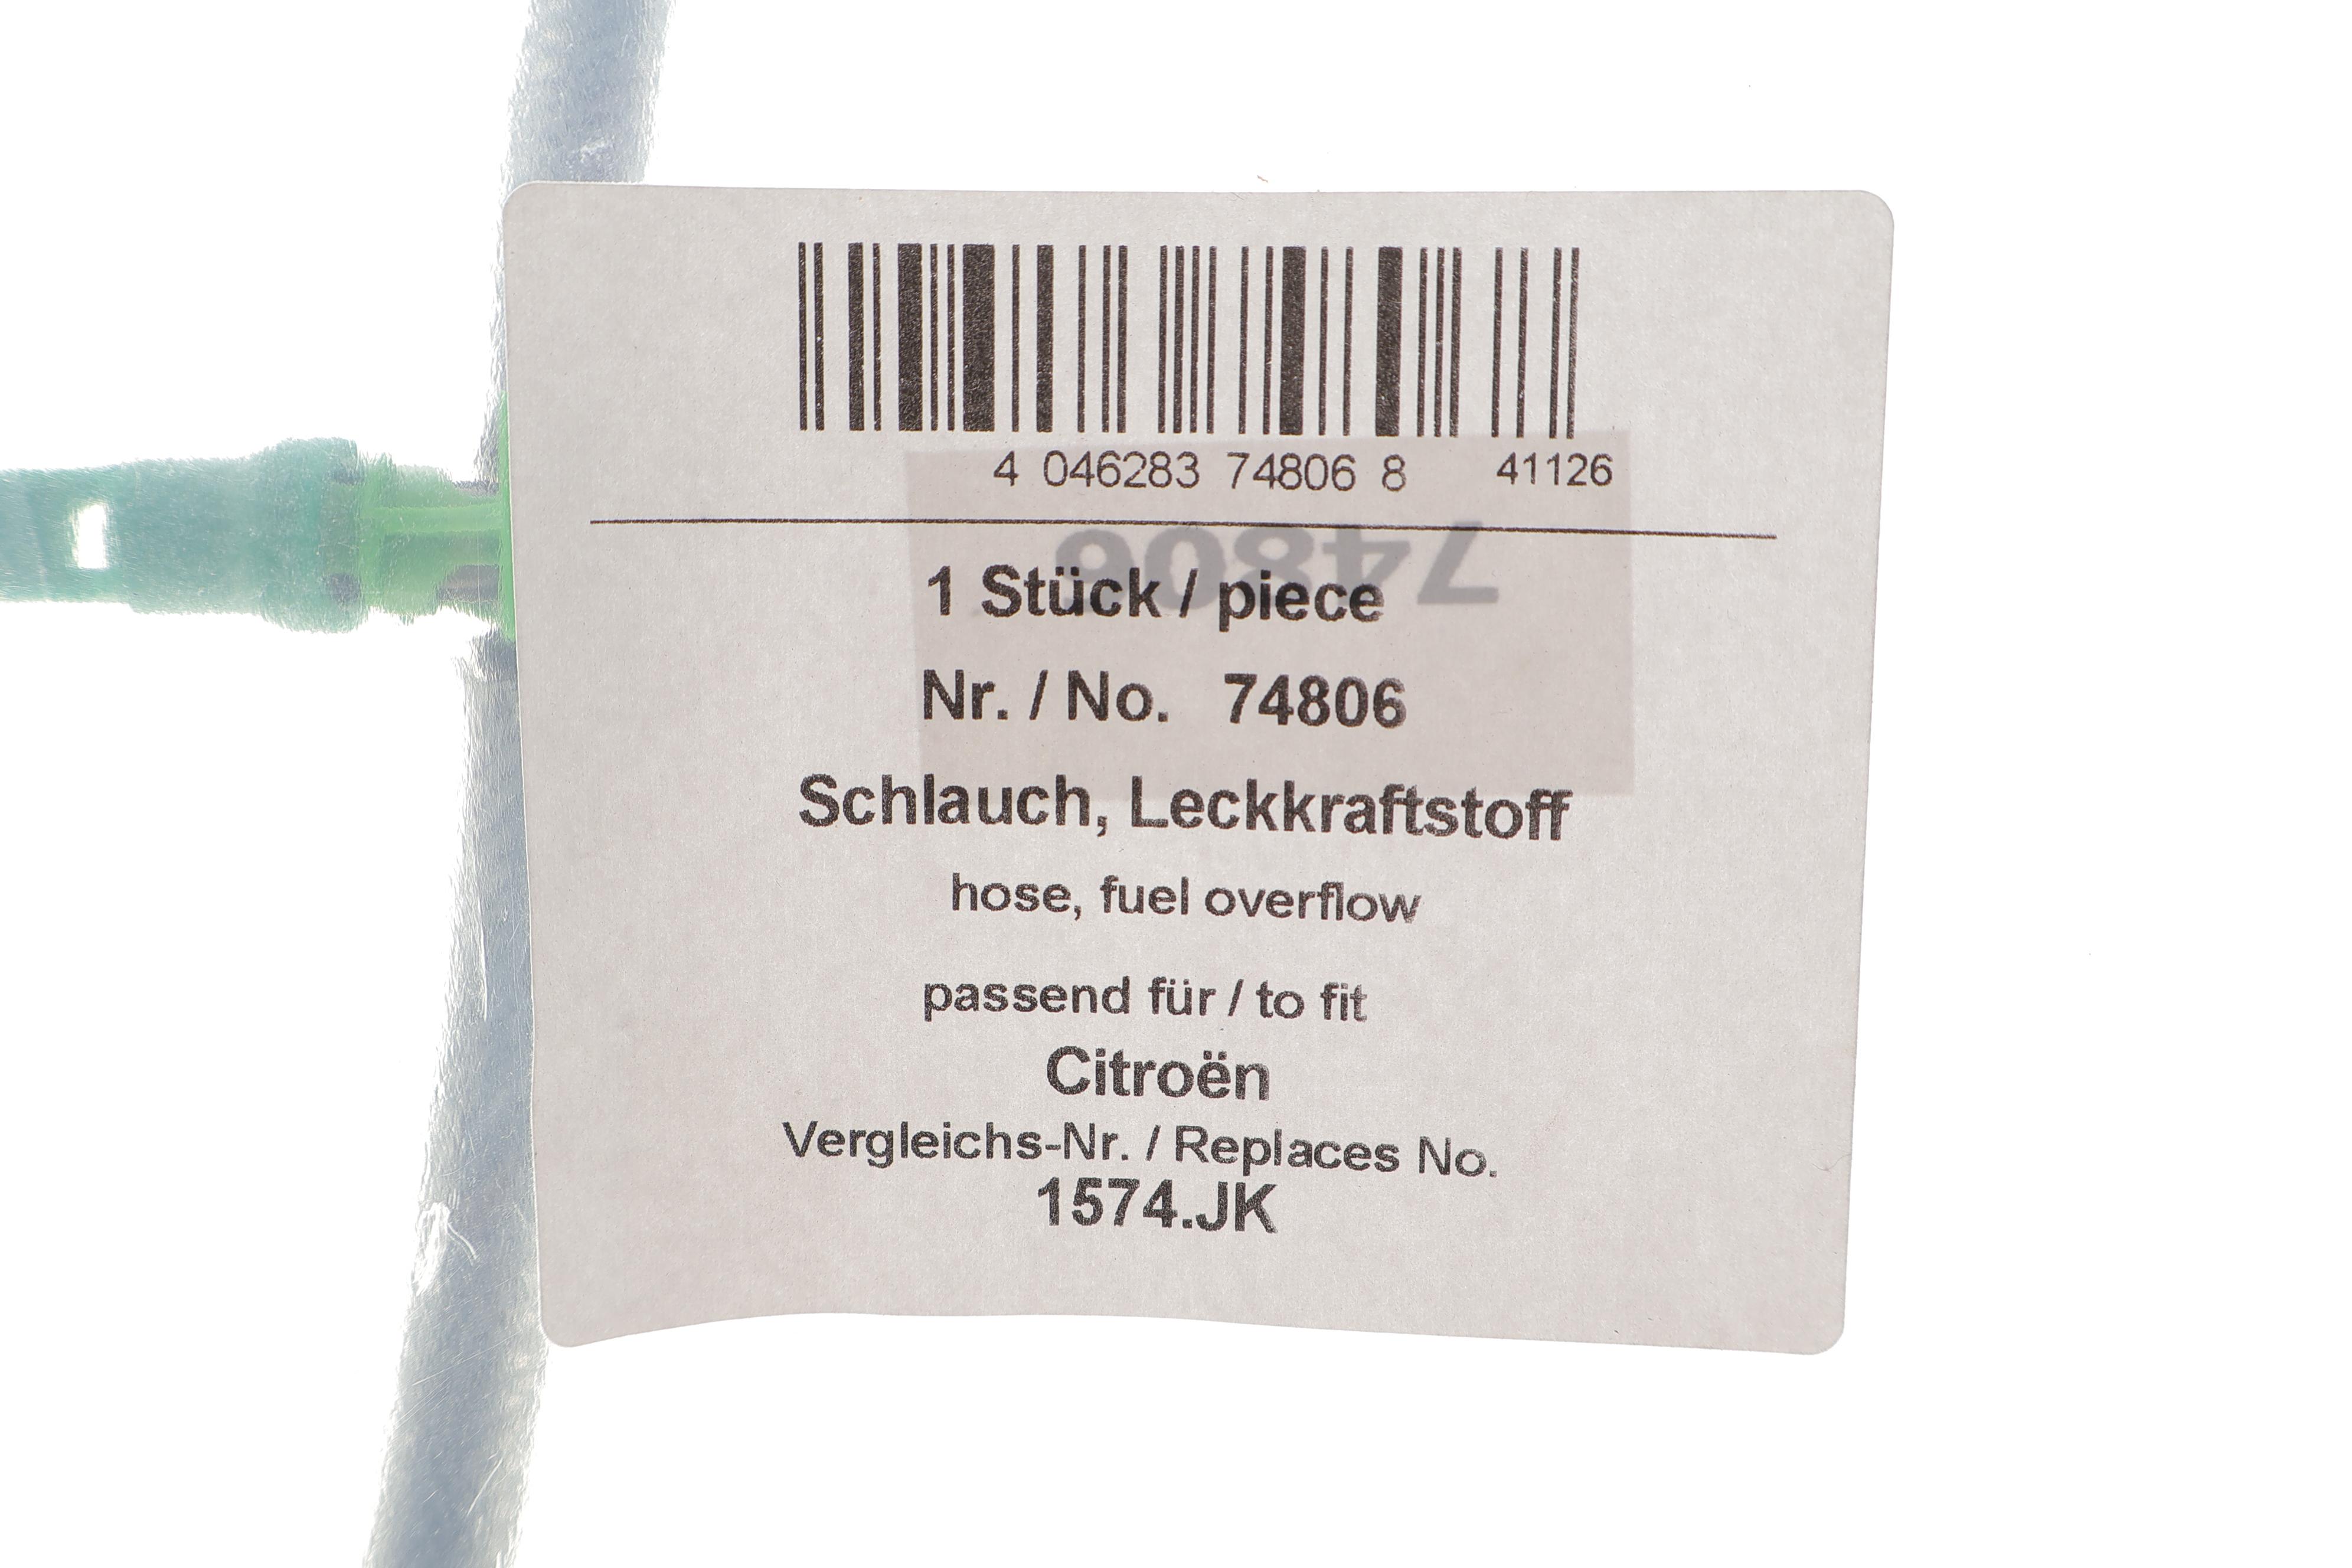 4 046283 74806 8 41126
74806
1 Stück / piece
Nr. / No. 74806
Schlauch, Leckkraftstoff
hose, fuel overflow
passend für / to fit
Citroën
Vergleichs-Nr. / Replaces No.
1574.JK